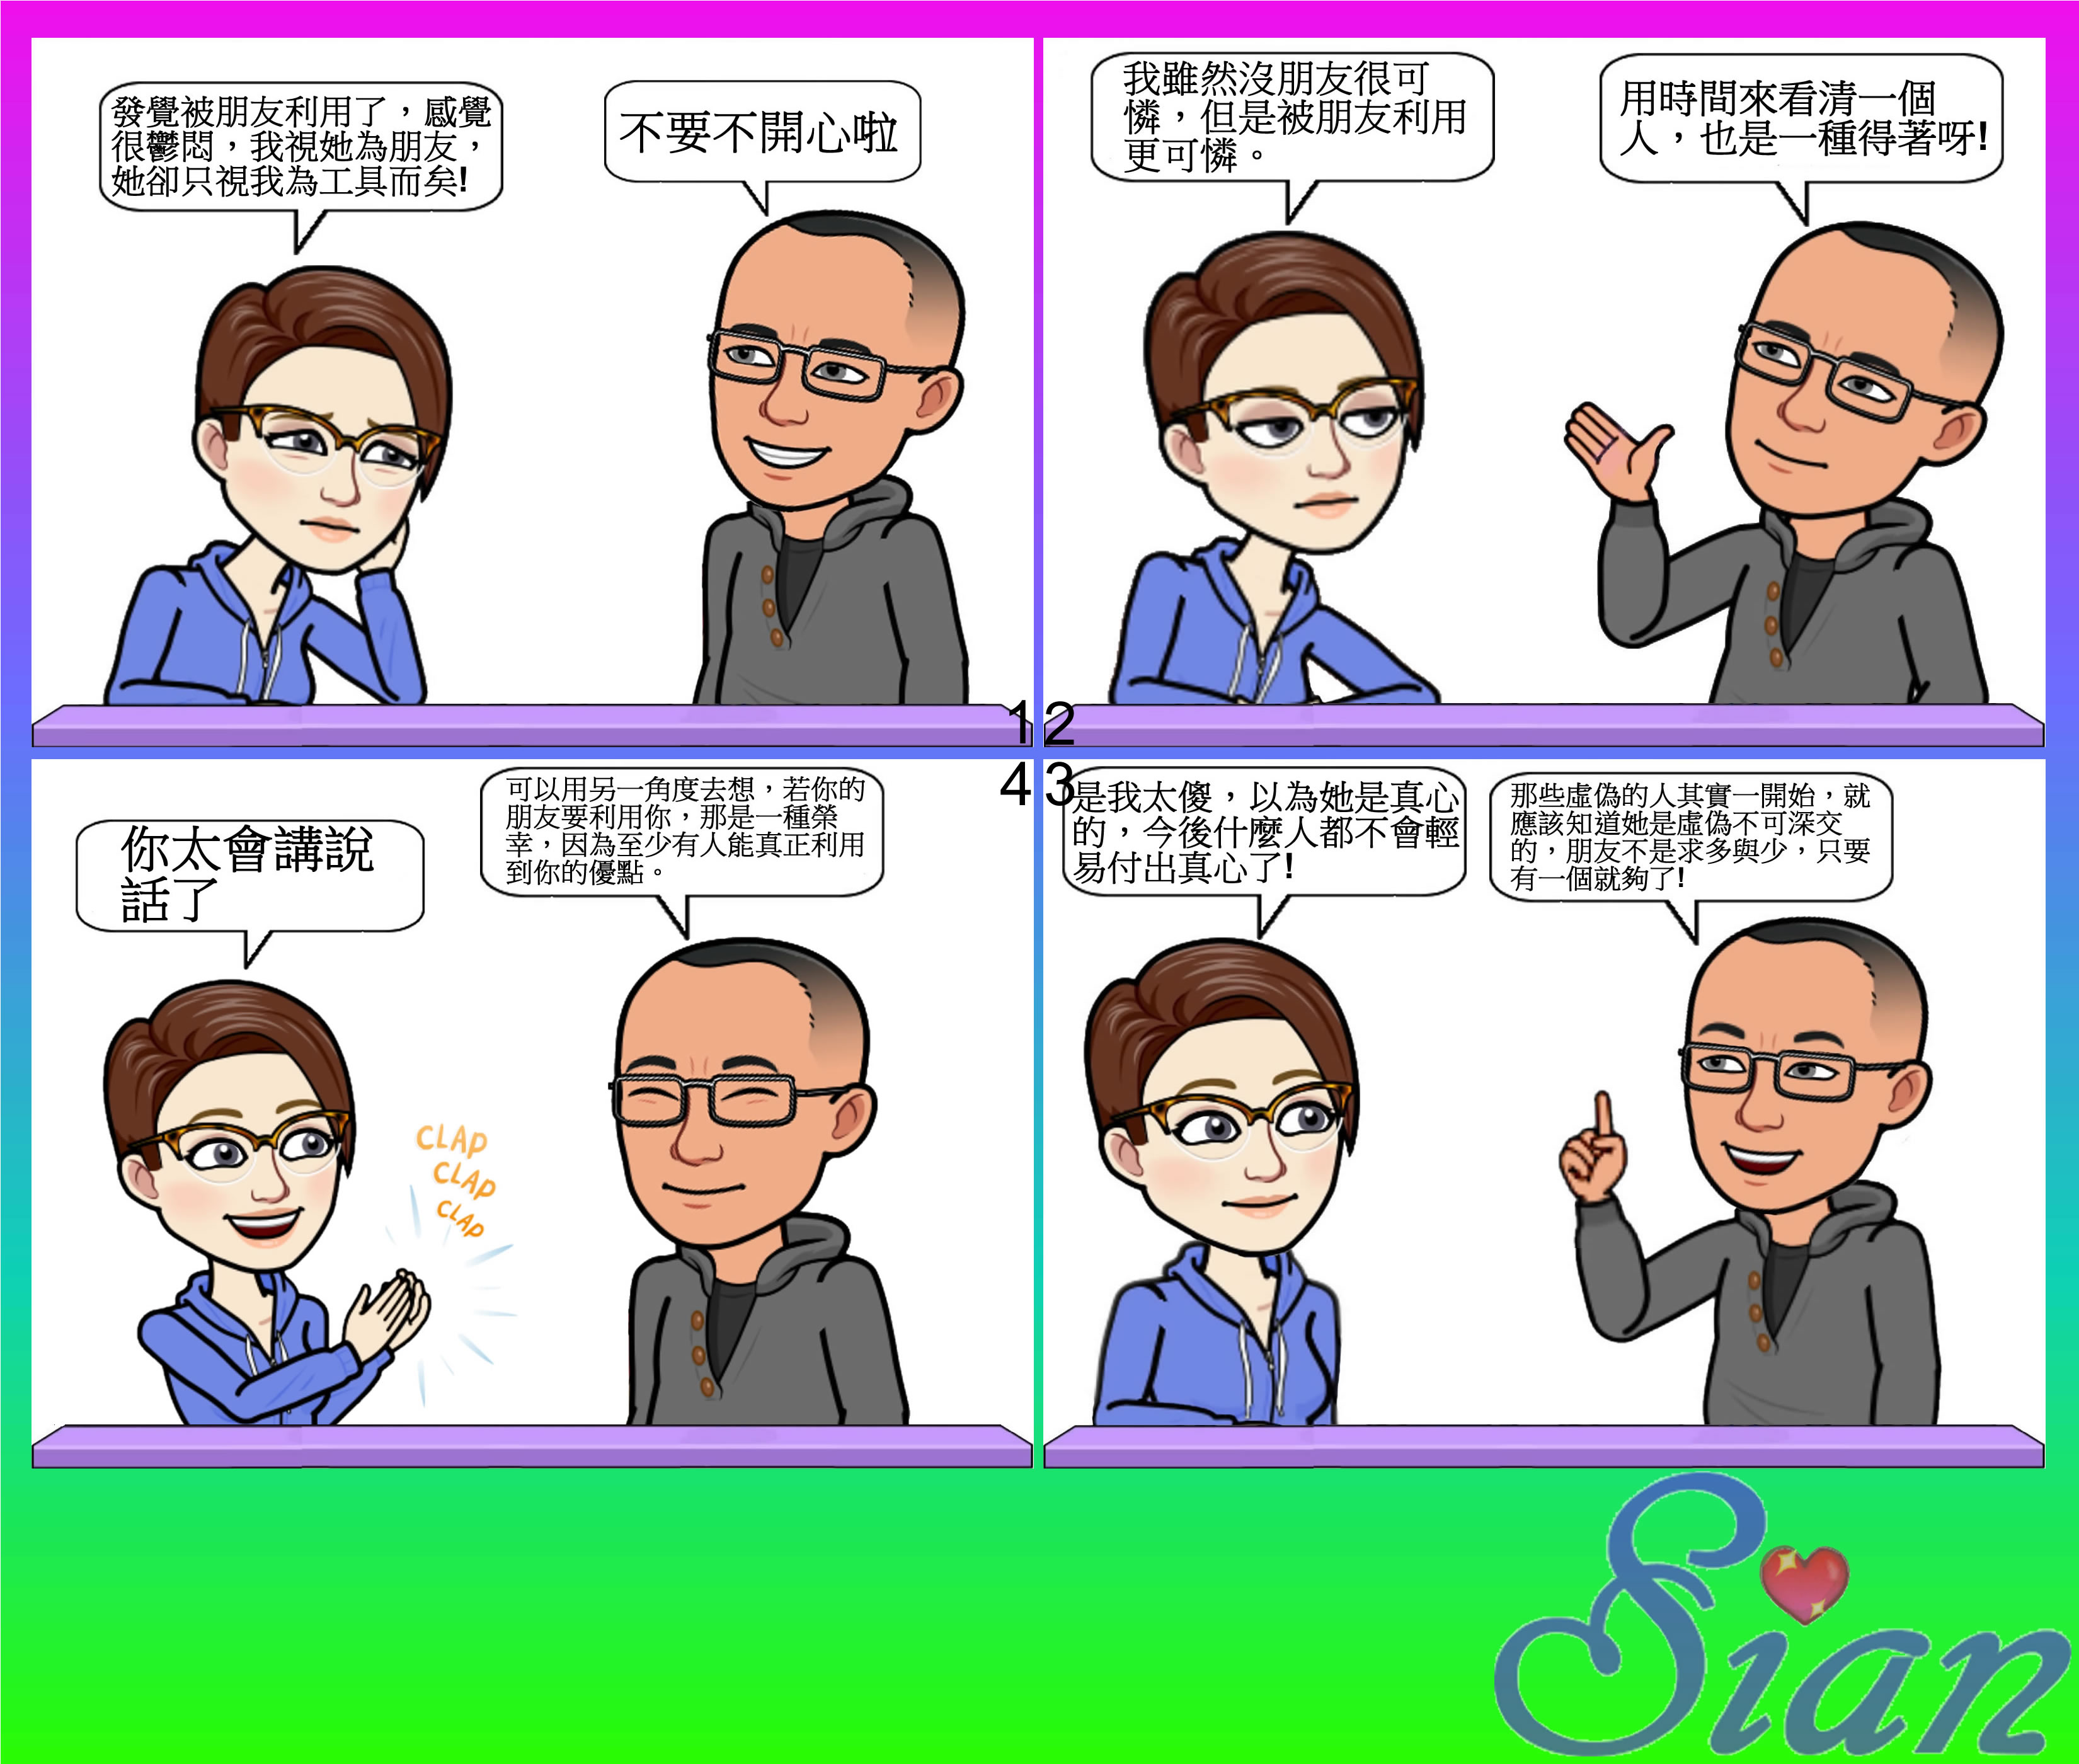 發覺被朋友利用了，感覺
很鬱悶，我視她為朋友，
她卻只視我為工具而矣!
不要不開心啦
1
我雖然沒朋友很可
憐，但是被朋友利用
更可憐。
用時間來看清一個
人，也是一種得著呀!
2
3
是我太傻，以為她是真心
的，今後什麼人都不會輕
易付出真心了!
那些虛偽的人其實一開始，就
應該知道她是虛偽不可深交
的，朋友不是求多與少，只要
有一個就夠了!
4
你太會講說
話了
可以用另一角度去想，若你的
朋友要利用你，那是一種榮
幸，因為至少有人能真正利用
到你的優點。
CLAP
CLAP
CLAP
Sian